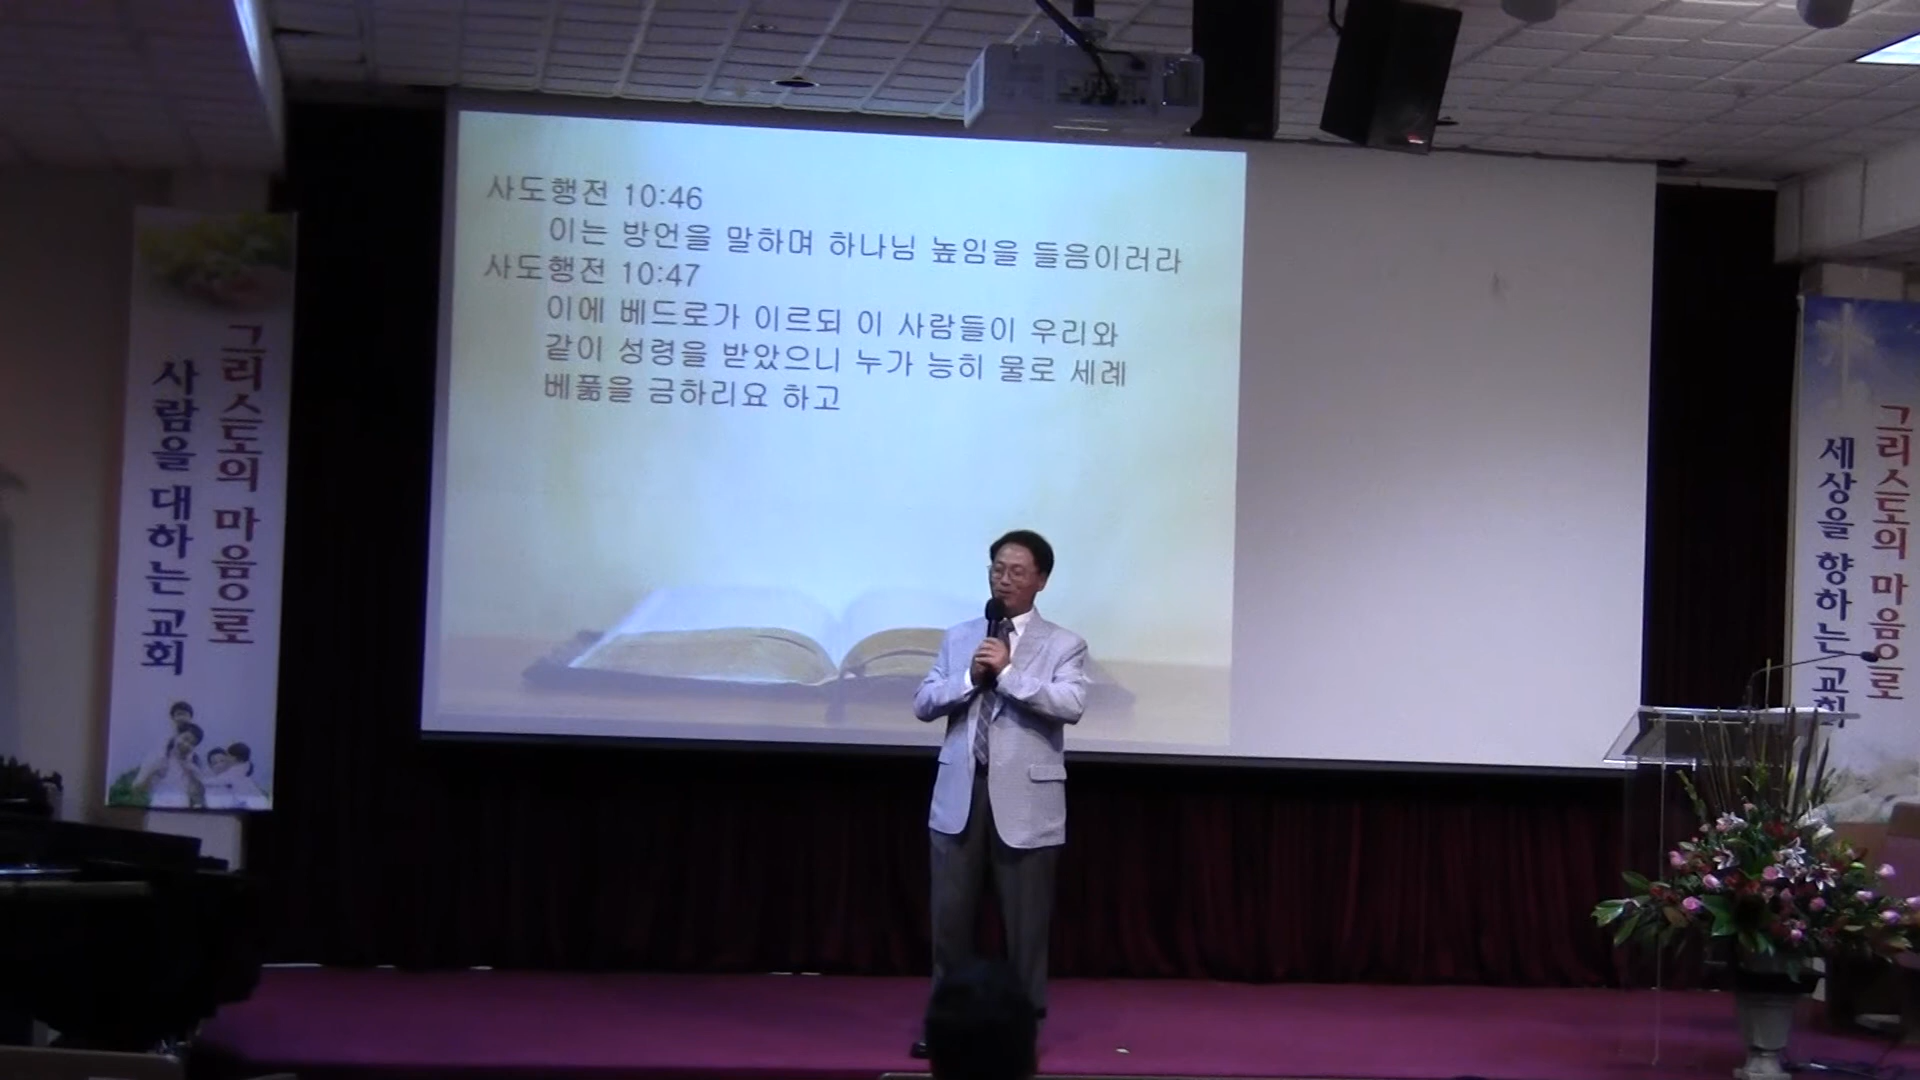 사도행전 10:46
이는 방언을 말하며 하나님 높임을 들음이러라
사도행전 10:47
이에 베드로가 이르되 이 사람들이 우리와
같이 성령을 받았으니 누가 능히 물로 세례
베풂을 금하리요 하고
그리스도의 마음으로
사람을 대하는 교회
그리스도의 마음으로
세상을 향하는 교회